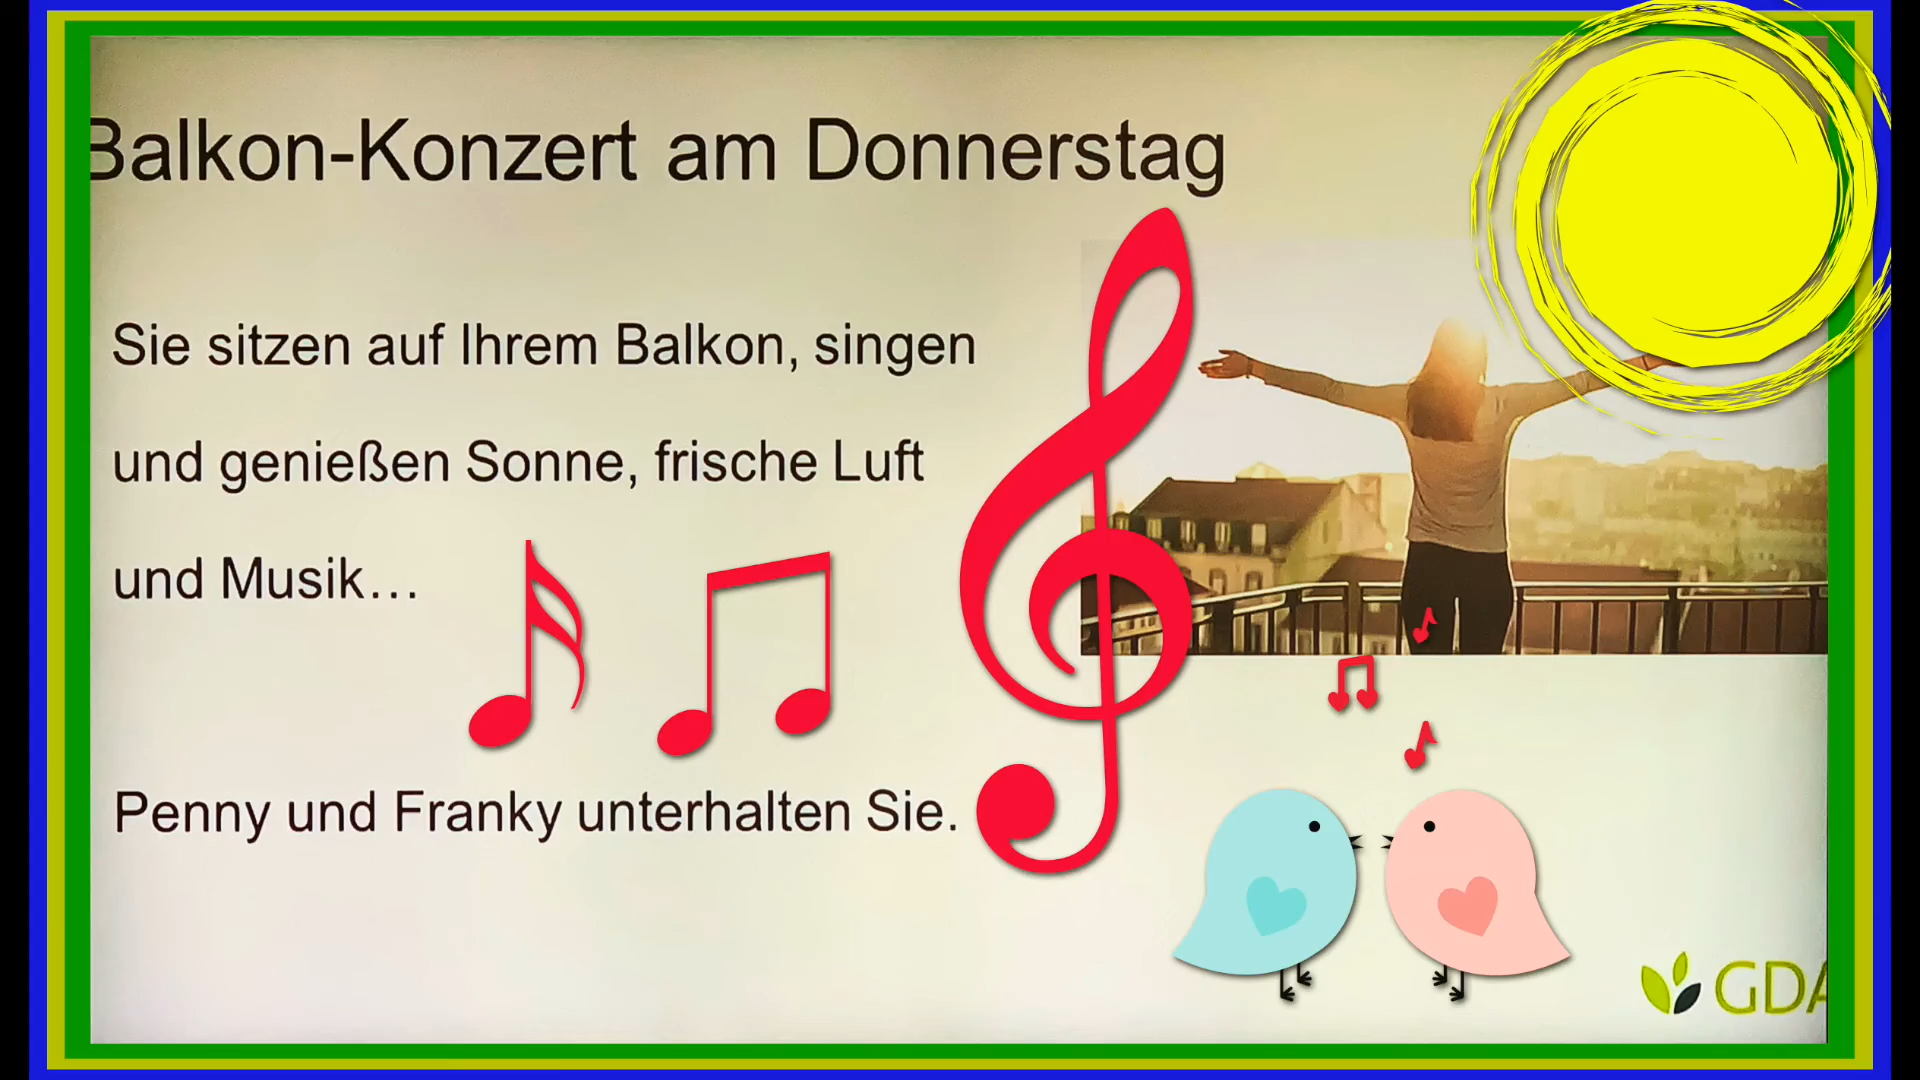 Balkon-Konzert am Donnerstag
Sie sitzen auf Ihrem Balkon, singen
und genießen Sonne, frische Luft
und Musik...
Penny und Franky unterhalten Sie.
GDA